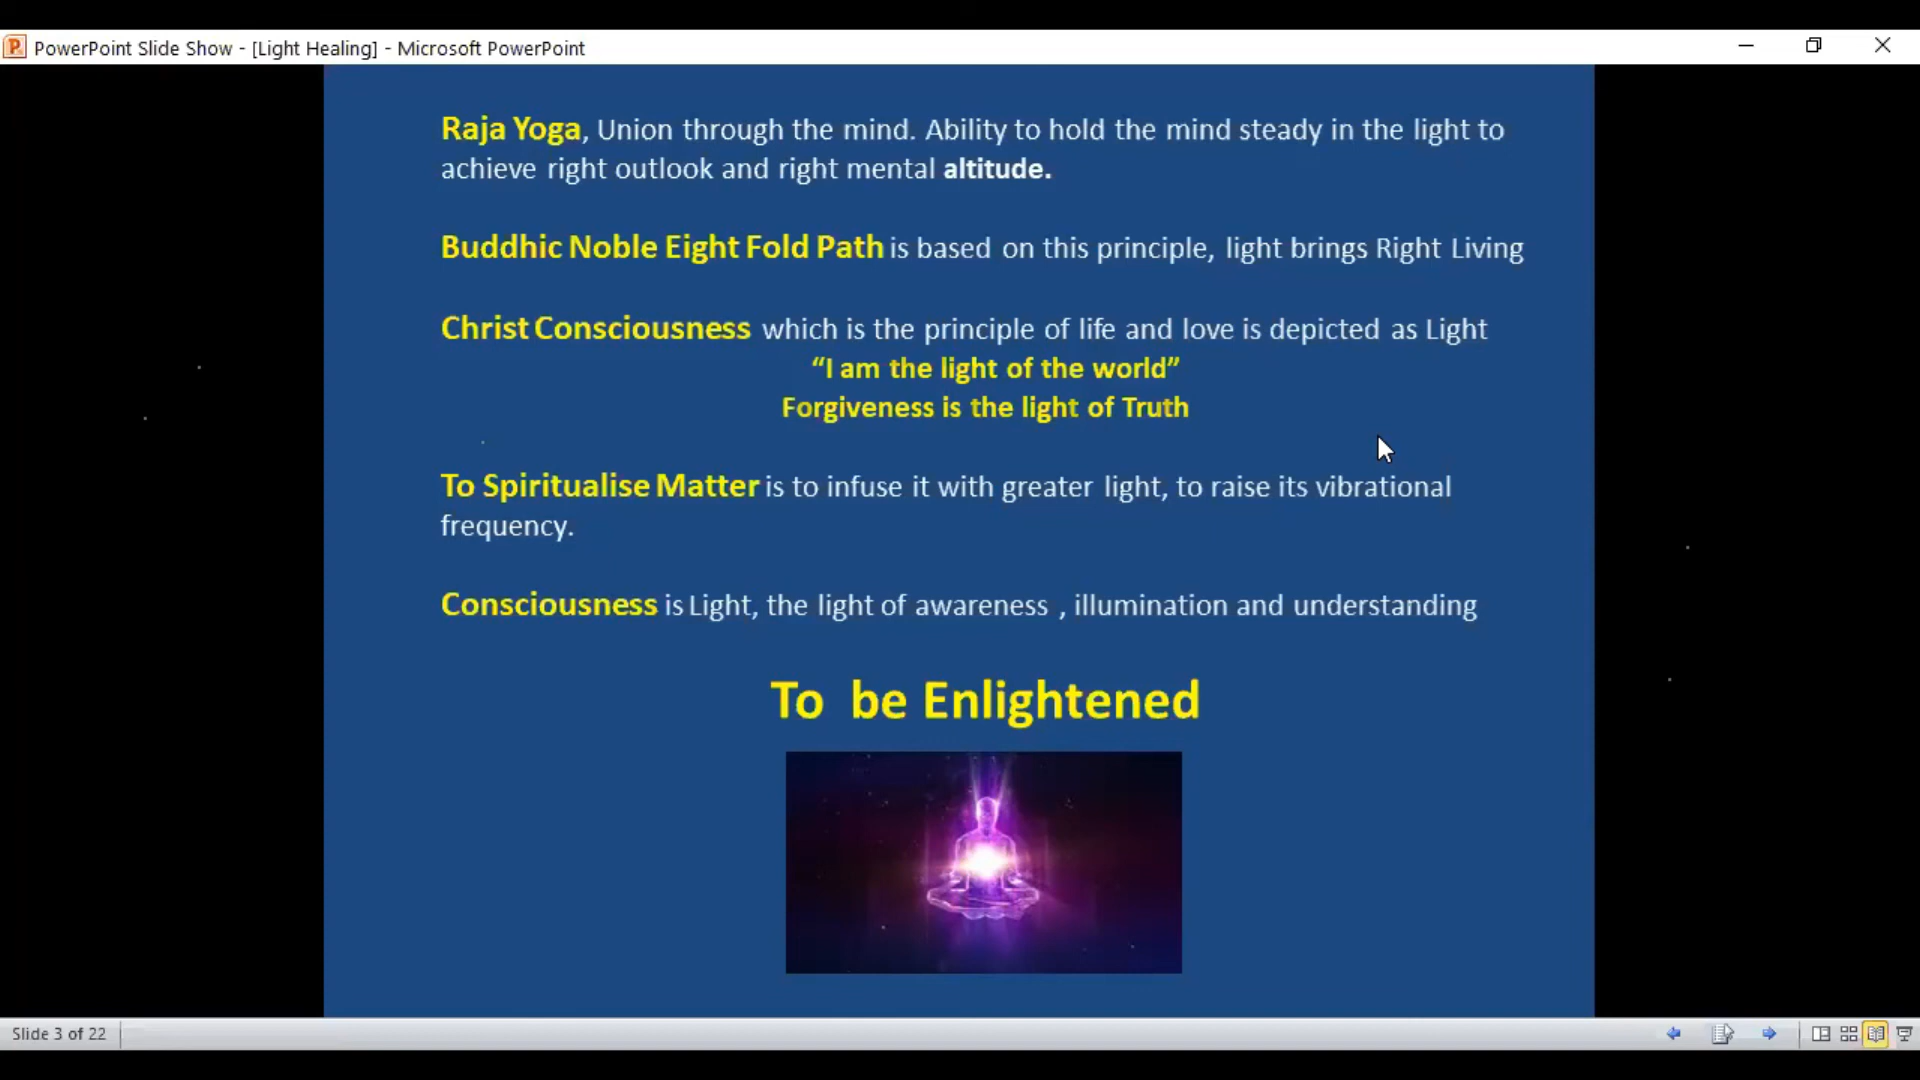 PowerPoint Slide Show - [Light Healing] - Microsoft PowerPoint
Raja Yoga, Union through the mind. Ability to hold the mind steady in the light to
achieve right outlook and right mental altitude.
Buddhic Noble Eight Fold Path is based on this principle, light brings Right Living
Christ Consciousness which is the principle of life and love is depicted as Light
“I am the light of the world”
Forgiveness is the light of Truth
To Spiritualise Matter is to infuse it with greater light, to raise its vibrational
frequency.
Consciousness is Light, the light of awareness , illumination and understanding
To be Enlightened
Slide 3 of 22